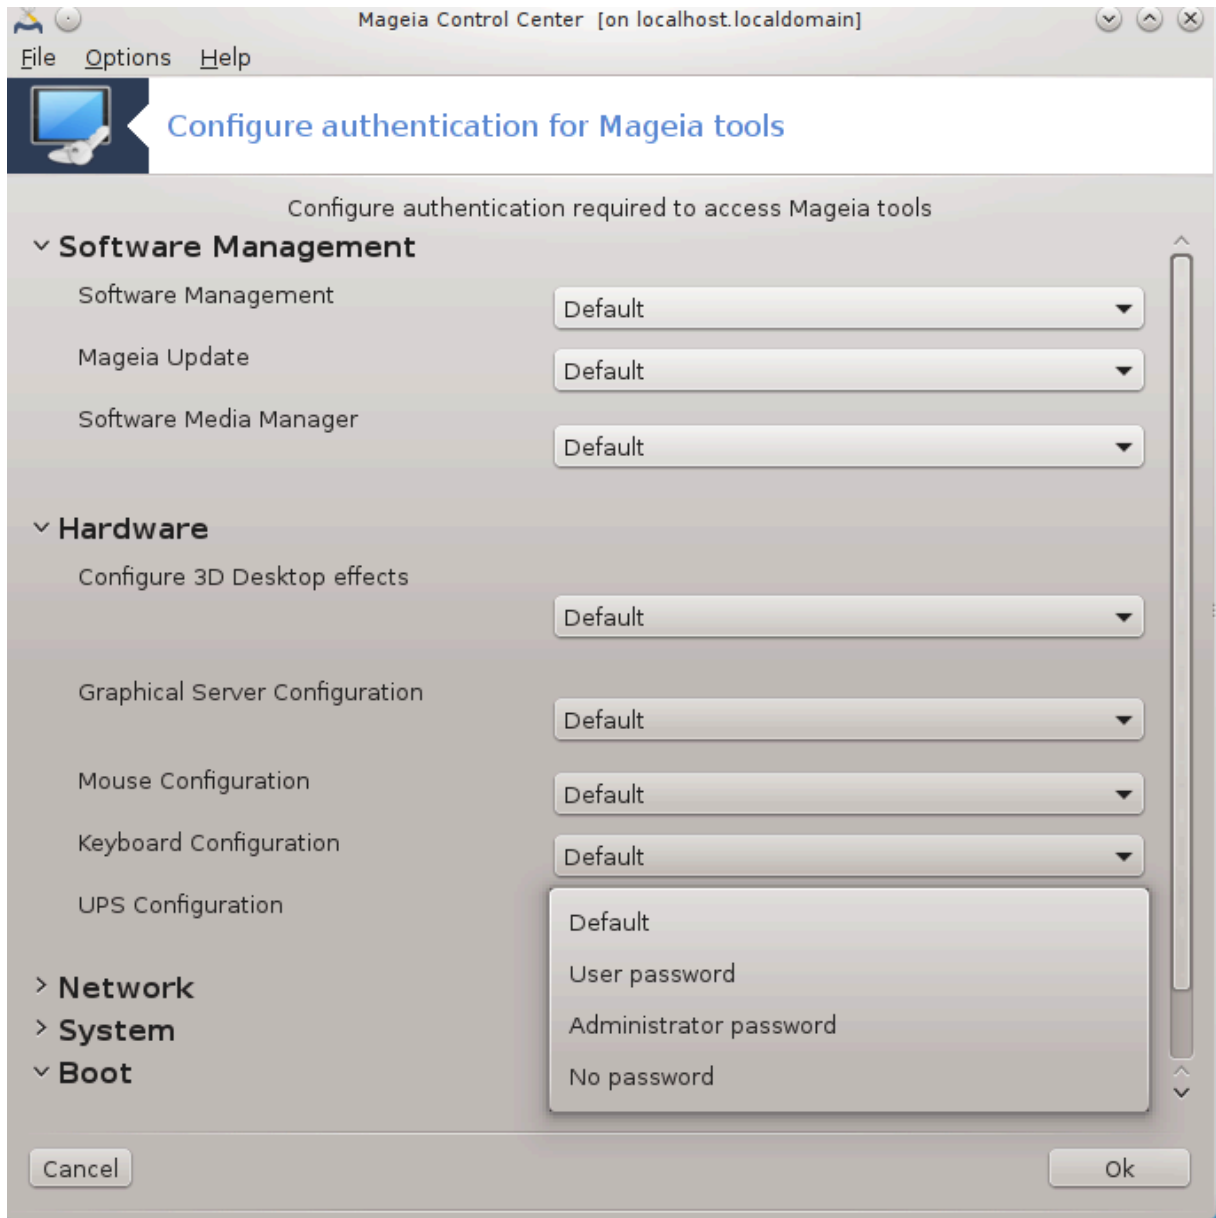 Mageia Control Center [on localhost.localdomain]
File Options Help
Configure authentication for Mageia tools
Configure authentication required to access Mageia tools
Software Management
Software Management
Default
Mageia Update
Default
Software Media Manager
Default
Hardware
Configure 3D Desktop effects
Default
Graphical Server Configuration
Default
Mouse Configuration
Default
Keyboard Configuration
Default
UPS Configuration
Default
User password
Administrator password
No password
Network
System
Boot
Cancel
Ok